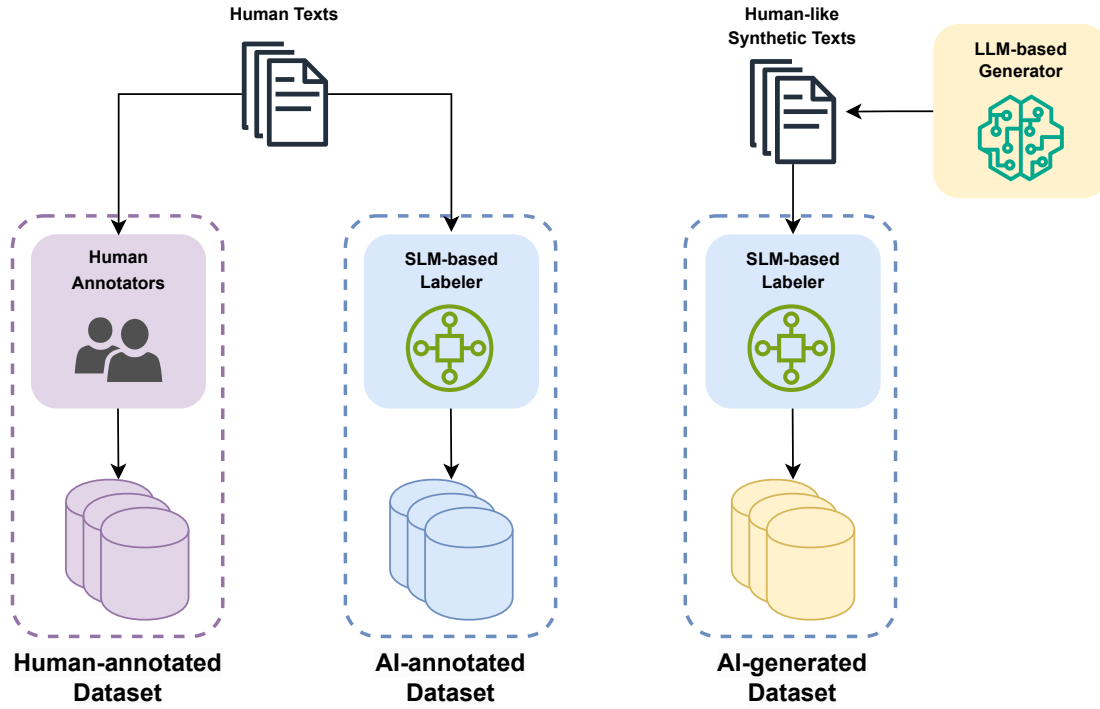 Human Texts
Human-like
Synthetic Texts
LLM-based
Generator
Human
Annotators
SLM-based
Labeler
SLM-based
Labeler
Human-annotated
Dataset
AI-annotated
Dataset
AI-generated
Dataset